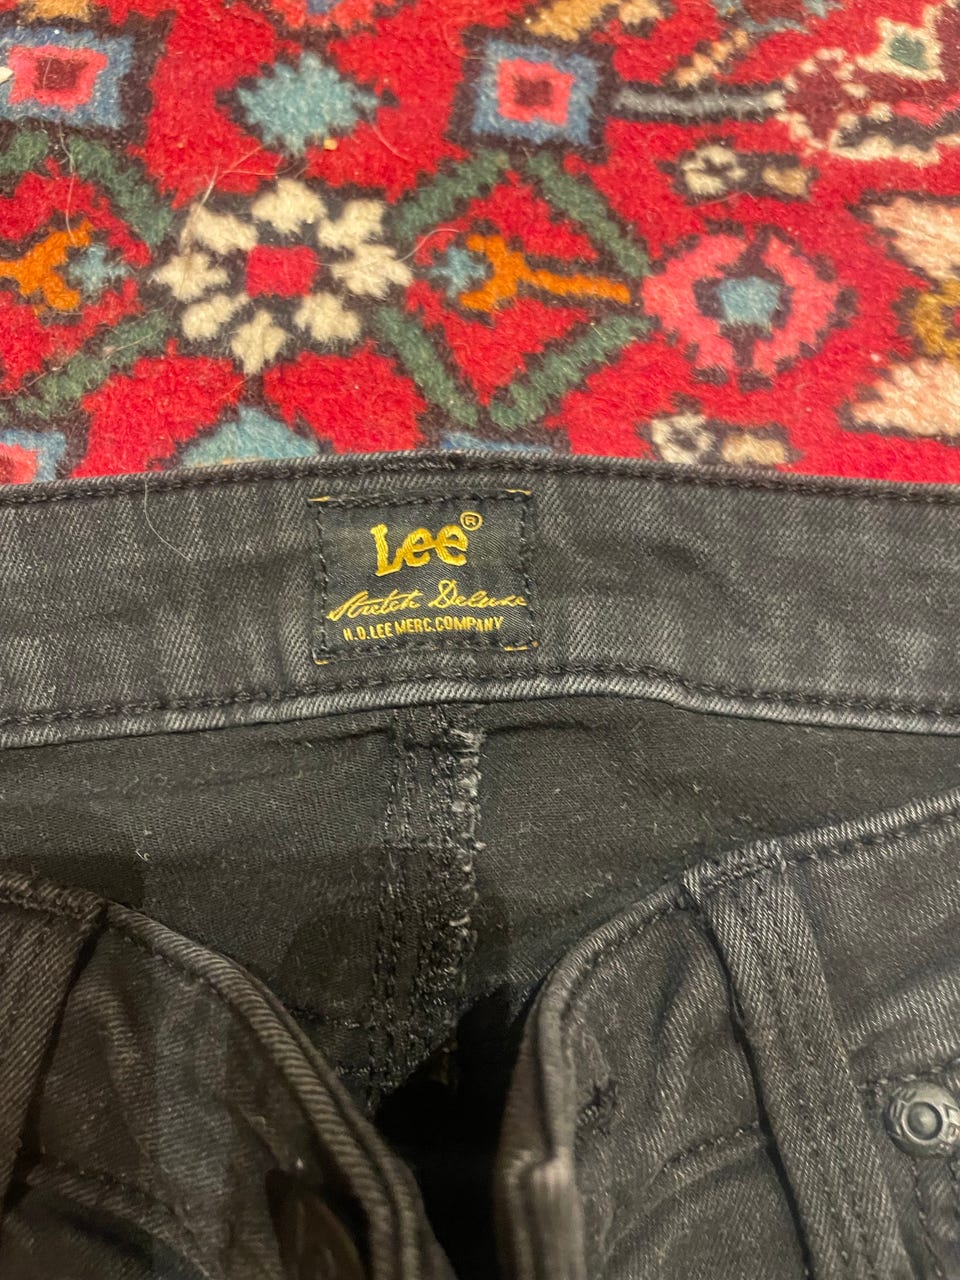 Lee®
Stretch Deluxe
H.D. LEE MERC. COMPANY